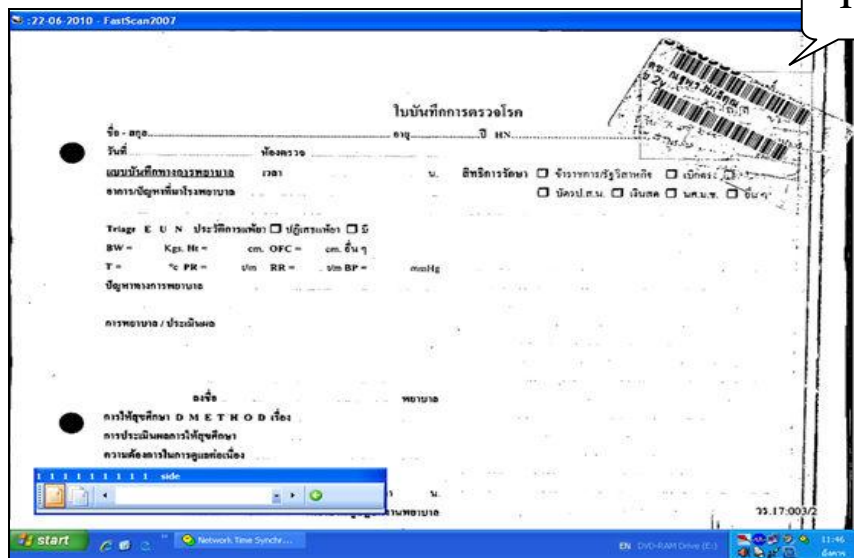 :22-06-2010 - FastScan2007
ใบบันทึกการตรวจโรค
ชื่อ - สกุล อายุ ปี HN
วันที่ ห้องตรวจ
แบบบันทึกทางการพยาบาล เวลา น. สิทธิการรักษา ☐ ข้าราชการ/รัฐวิสาหกิจ ☐ เบิกตรง ☐
อาการ/ปัญหาที่มาโรงพยาบาล ☐ บัตรป.ส.น. ☐ เงินสด ☐ นศ.ม.ช. ☐ อื่นๆ
Triage E U N ประวัติการแพ้ยา ☐ ปฏิเสธแพ้ยา ☐ มี
BW = Kgs. Ht = cm. OFC = cm. อื่น ๆ
T = °c PR = t/m RR = t/m BP = mmHg
ปัญหาทางการพยาบาล
การพยาบาล / ประเมินผล
ลงชื่อ พยาบาล
การให้สุขศึกษา D M E T H O D เรื่อง
การประเมินผลการให้สุขศึกษา
ความต้องการในการดูแลต่อเนื่อง
1 1 1 1 1 1 1 1 1 side
น.
วร.17:003/2
start Network Time Synchr... EN DVD-RAM Drive (E:) 11:46
อังคาร